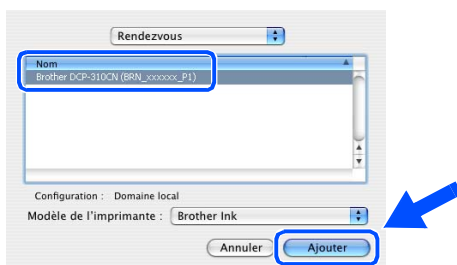 Rendezvous
Nom
Brother DCP-310CN (BRN_xxxxxx_P1)
Configuration : Domaine local
Modèle de l'imprimante : Brother Ink
Annuler Ajouter